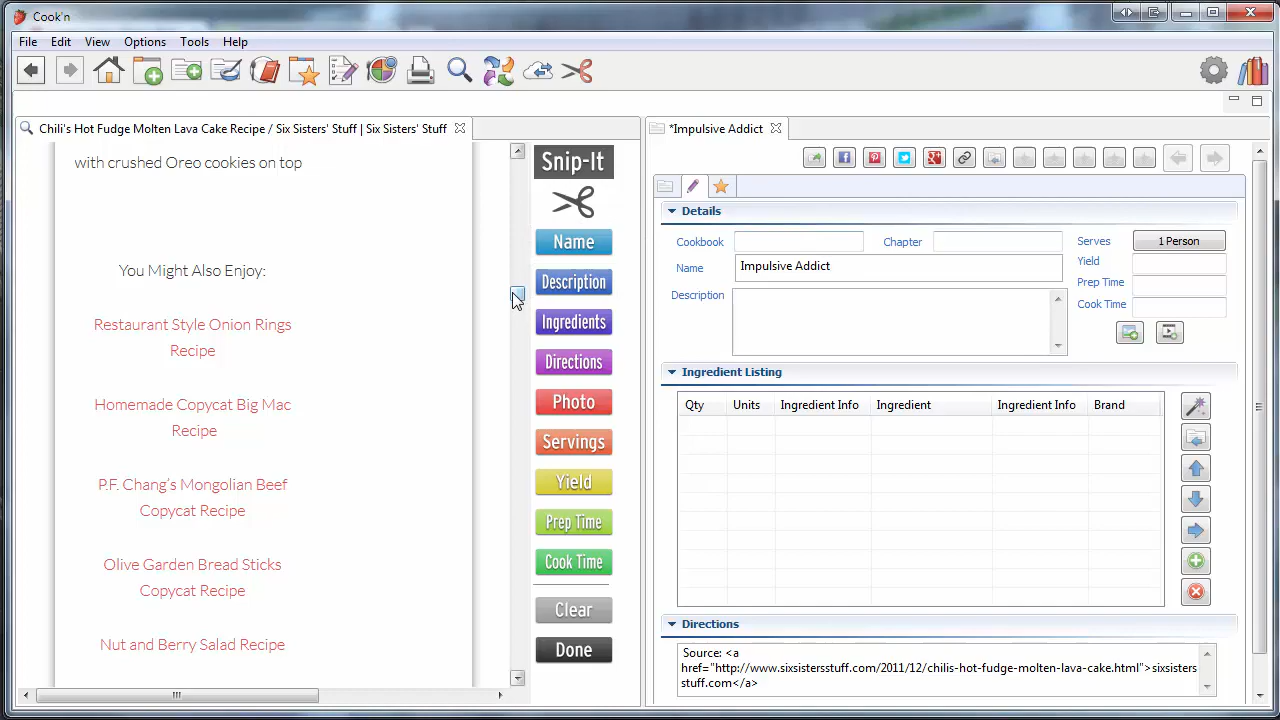 Cook'n
File Edit View Options Tools Help
Chili's Hot Fudge Molten Lava Cake Recipe / Six Sisters' Stuff | Six Sisters' Stuff
*Impulsive Addict
with crushed Oreo cookies on top
You Might Also Enjoy:
Restaurant Style Onion Rings
Recipe
Homemade Copycat Big Mac
Recipe
P.F. Chang's Mongolian Beef
Copycat Recipe
Olive Garden Bread Sticks
Copycat Recipe
Nut and Berry Salad Recipe
Snip-It
Name
Description
Ingredients
Directions
Photo
Servings
Yield
Prep Time
Cook Time
Clear
Done
Details
Cookbook Chapter Serves 1 Person
Name Impulsive Addict Yield
Prep Time
Description Cook Time
Ingredient Listing
Qty Units Ingredient Info Ingredient Ingredient Info Brand
Directions
Source: <a
href="http://www.sixsistersstuff.com/2011/12/chilis-hot-fudge-molten-lava-cake.html">sixsisters
stuff.com</a>